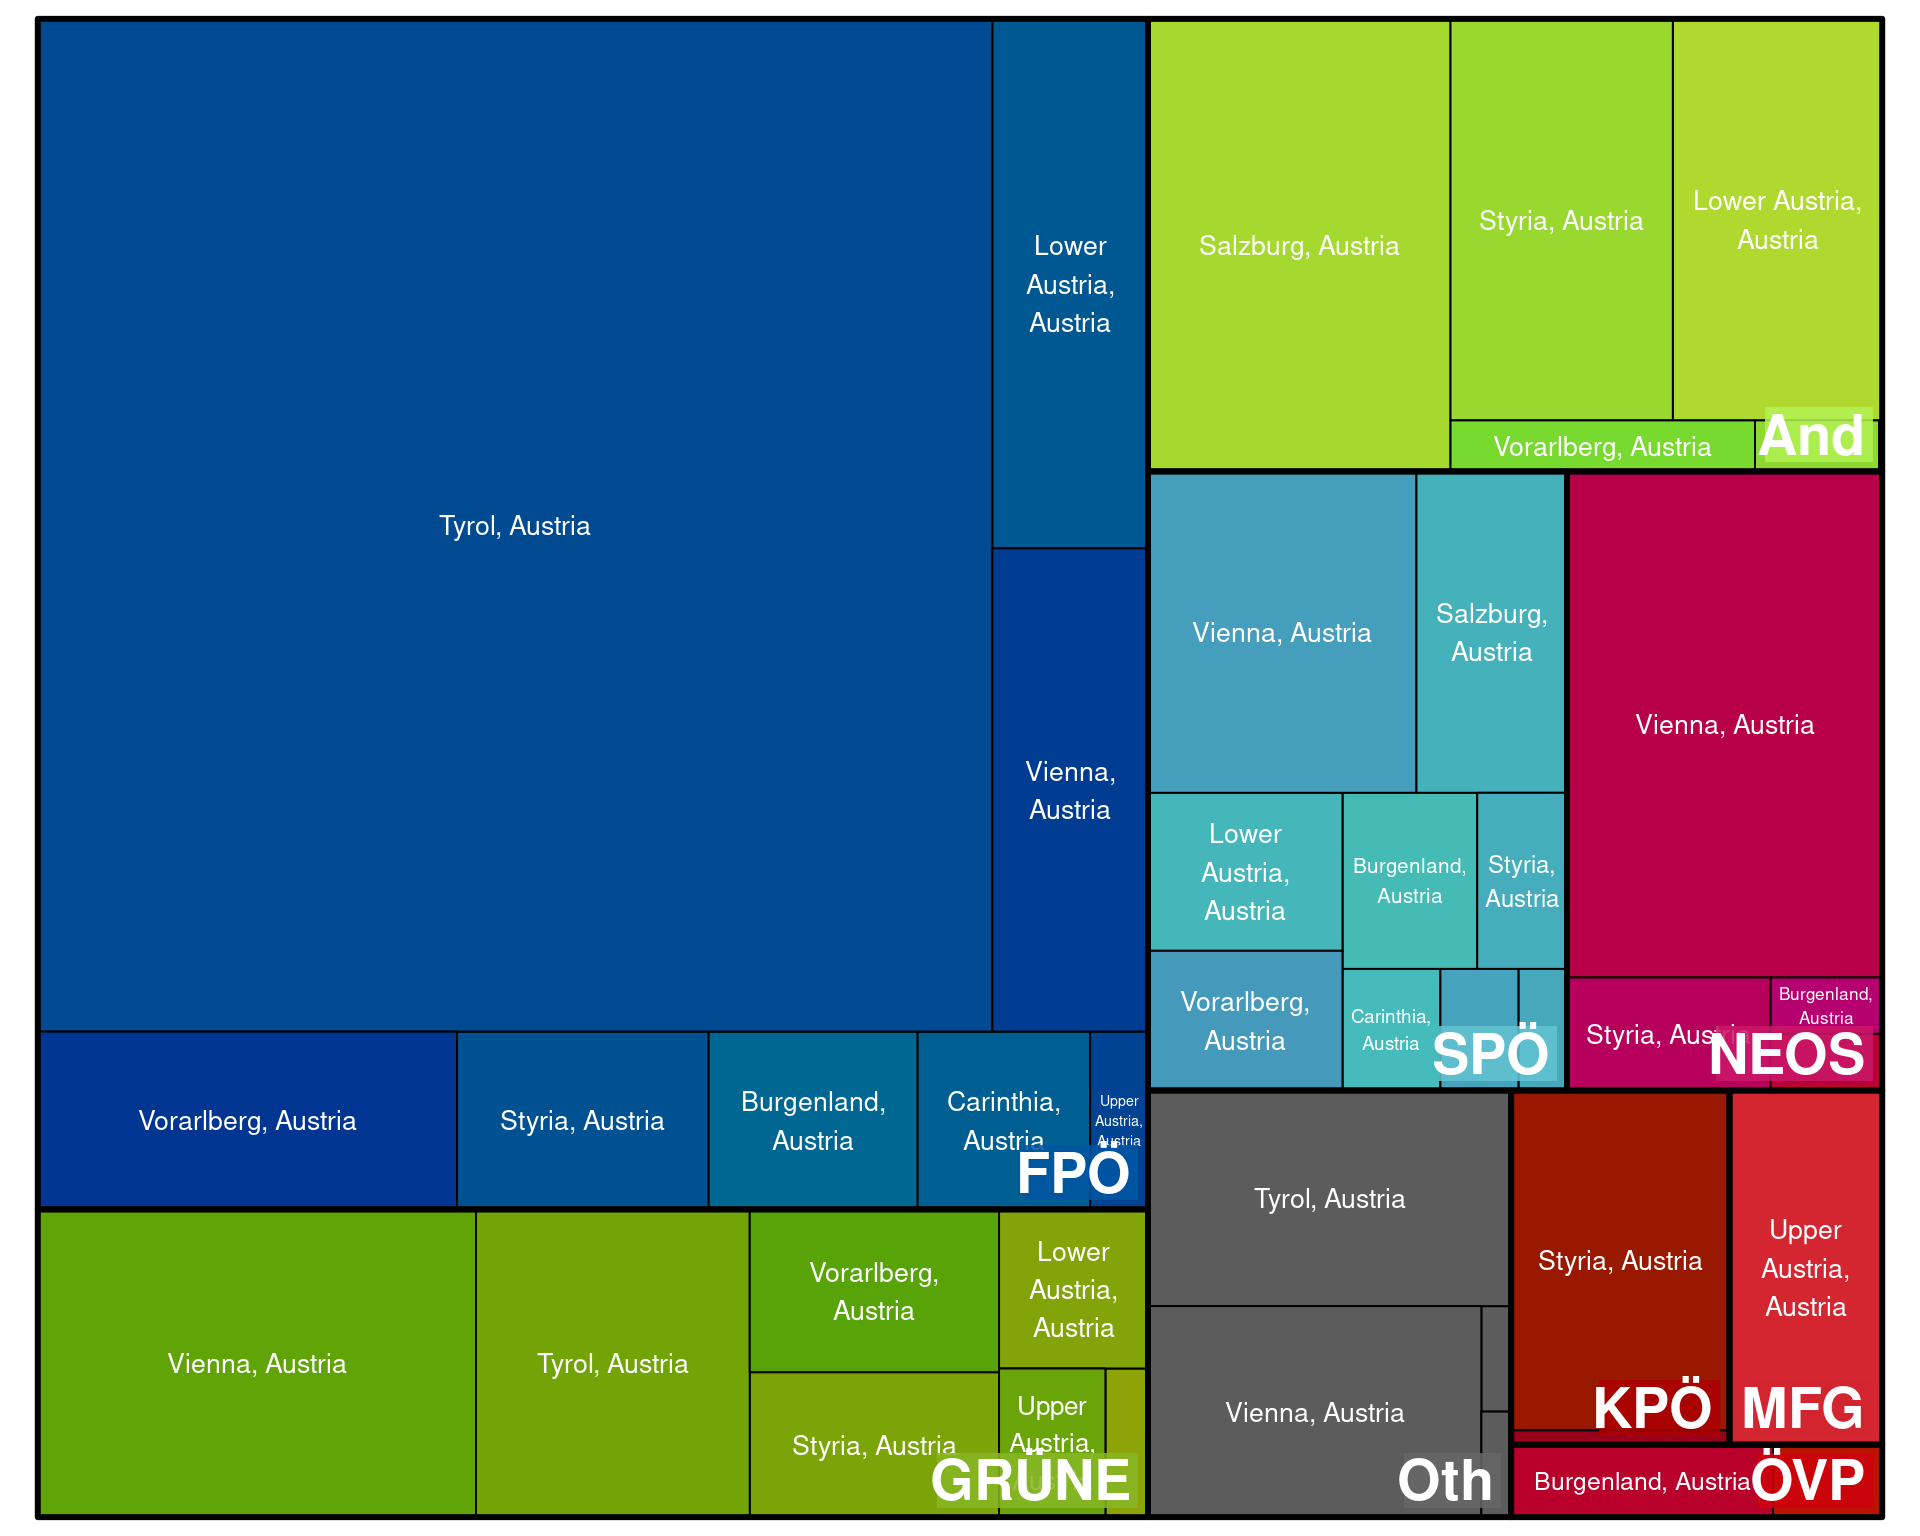 Tyrol, Austria
Lower
Austria,
Austria
Vienna,
Austria
Vorarlberg, Austria
Styria, Austria
Burgenland,
Austria
Carinthia,
Austria
Upper
Austria,
Austria
FPÖ
Vienna, Austria
Tyrol, Austria
Vorarlberg,
Austria
Styria, Austria
Lower
Austria,
Austria
Upper
Austria,
GRÜNE
Salzburg, Austria
Styria, Austria
Lower Austria,
Austria
Vorarlberg, Austria
And
Vienna, Austria
Salzburg,
Austria
Lower
Austria,
Austria
Burgenland,
Austria
Styria,
Austria
Vorarlberg,
Austria
Carinthia,
Austria
SPÖ
Vienna, Austria
Styria, Austria
Burgenland,
Austria
NEOS
Tyrol, Austria
Vienna, Austria
Oth
Styria, Austria
KPÖ
Upper
Austria,
Austria
MFG
Burgenland, Austria
ÖVP